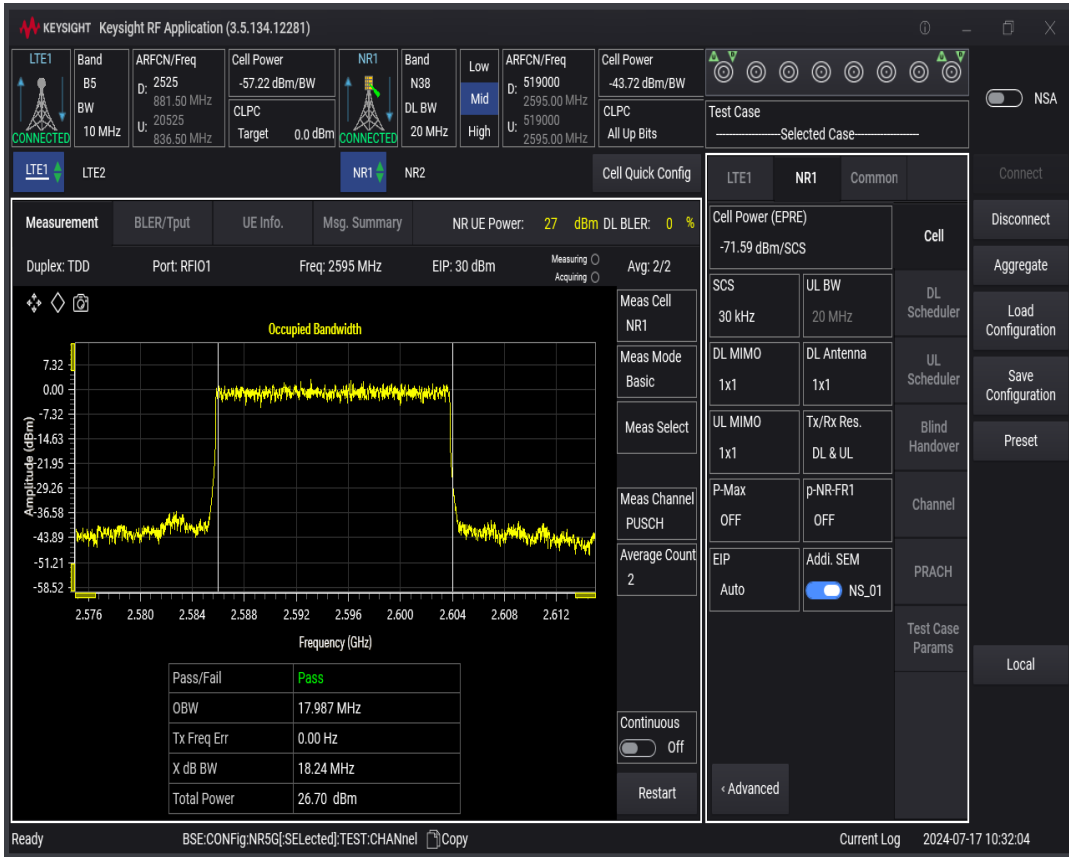 KEYSIGHT Keysight RF Application (3.5.134.12281)
LTE1 Band ARFCN/Freq Cell Power NR1 Band Low ARFCN/Freq Cell Power
B5 D: 2525 -57.22 dBm/BW N38 D: 519000 -43.72 dBm/BW
881.50 MHz 2595.00 MHz
BW CLPC DL BW Mid CLPC Test Case
U: 20525 U: 519000 NSA
CONNECTED 10 MHz 836.50 MHz Target 0.0 dBm CONNECTED 20 MHz High 2595.00 MHz All Up Bits ---------------------Selected Case---------------------
LTE1 LTE2 NR1 NR2 Cell Quick Config LTE1 NR1 Common Connect
Measurement BLER/Tput UE Info. Msg. Summary NR UE Power: 27 dBm DL BLER: 0 %
Duplex: TDD Port: RFIO1 Freq: 2595 MHz EIP: 30 dBm Measuring Avg: 2/2
Acquiring
Occupied Bandwidth
Amplitude (dBm)
7.32
0.00
-7.32
-14.63
-21.95
-29.26
-36.58
-43.89
-51.21
-58.52
2.576 2.580 2.584 2.588 2.592 2.596 2.600 2.604 2.608 2.612
Frequency (GHz)
Pass/Fail Pass
OBW 17.987 MHz
Tx Freq Err 0.00 Hz
X dB BW 18.24 MHz
Total Power 26.70 dBm
Meas Cell
NR1
Meas Mode
Basic
Meas Select
Meas Channel
PUSCH
Average Count
2
Continuous
Off
Restart
Cell Power (EPRE)
-71.59 dBm/SCS
SCS UL BW
30 kHz 20 MHz
DL MIMO DL Antenna
1x1 1x1
UL MIMO Tx/Rx Res.
1x1 DL & UL
P-Max p-NR-FR1
OFF OFF
EIP Addi. SEM
Auto NS_01
‹ Advanced
Cell
DL
Scheduler
UL
Scheduler
Blind
Handover
Channel
PRACH
Test Case
Params
Disconnect
Aggregate
Load
Configuration
Save
Configuration
Preset
Local
Ready BSE:CONFig:NR5G[:SELected]:TEST:CHANnel Copy Current Log 2024-07-17 10:32:04